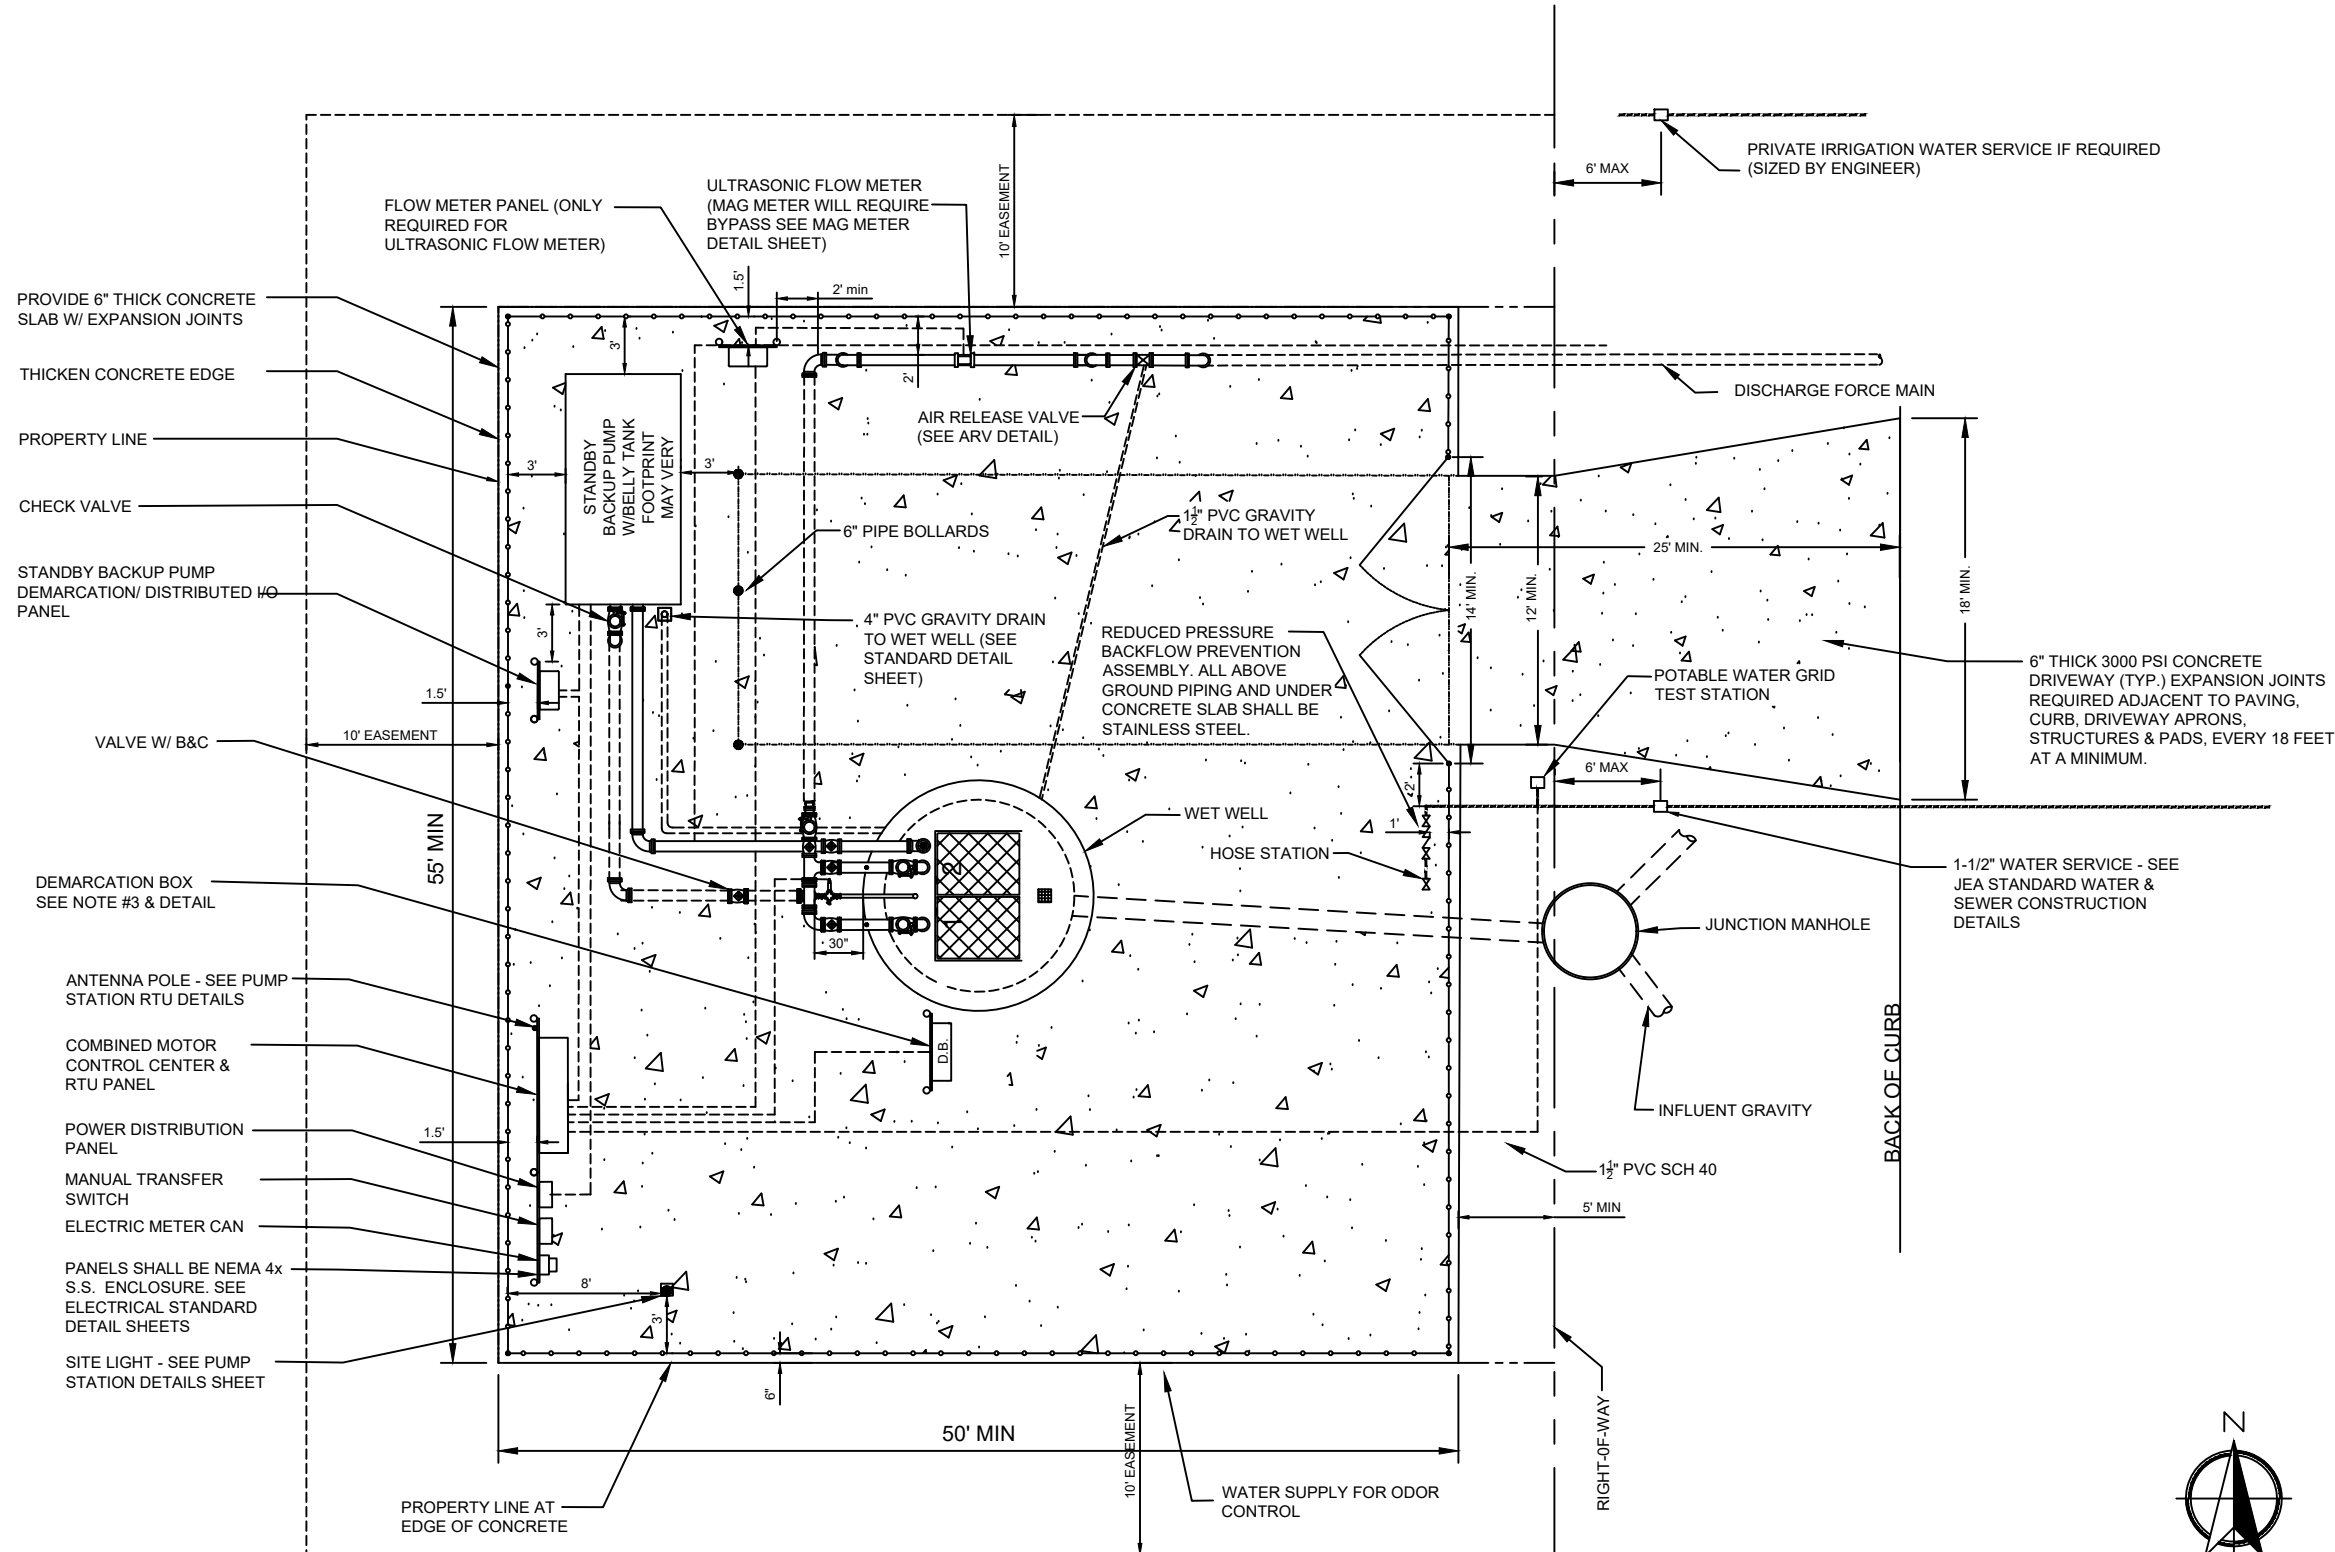 PRIVATE IRRIGATION WATER SERVICE IF REQUIRED
(SIZED BY ENGINEER)
6' MAX
10' EASEMENT
FLOW METER PANEL (ONLY
REQUIRED FOR
ULTRASONIC FLOW METER)
ULTRASONIC FLOW METER
(MAG METER WILL REQUIRE
BYPASS SEE MAG METER
DETAIL SHEET)
1.5'
2' min
PROVIDE 6" THICK CONCRETE
SLAB W/ EXPANSION JOINTS
THICKEN CONCRETE EDGE
PROPERTY LINE
CHECK VALVE
STANDBY BACKUP PUMP
DEMARCATION/ DISTRIBUTED I/O
PANEL
VALVE W/ B&C
DEMARCATION BOX
SEE NOTE #3 & DETAIL
ANTENNA POLE - SEE PUMP
STATION RTU DETAILS
COMBINED MOTOR
CONTROL CENTER &
RTU PANEL
POWER DISTRIBUTION
PANEL
MANUAL TRANSFER
SWITCH
ELECTRIC METER CAN
PANELS SHALL BE NEMA 4x
S.S. ENCLOSURE. SEE
ELECTRICAL STANDARD
DETAIL SHEETS
SITE LIGHT - SEE PUMP
STATION DETAILS SHEET
3'
2'
STANDBY
BACKUP PUMP
W/BELLY TANK
FOOTPRINT
MAY VERY
3'
3'
3'
1.5'
10' EASEMENT
55' MIN
1.5'
AIR RELEASE VALVE
(SEE ARV DETAIL)
DISCHARGE FORCE MAIN
6" PIPE BOLLARDS
1½" PVC GRAVITY
DRAIN TO WET WELL
4" PVC GRAVITY DRAIN
TO WET WELL (SEE
STANDARD DETAIL
SHEET)
REDUCED PRESSURE
BACKFLOW PREVENTION
ASSEMBLY. ALL ABOVE
GROUND PIPING AND UNDER
CONCRETE SLAB SHALL BE
STAINLESS STEEL.
25' MIN.
14' MIN.
12' MIN.
18' MIN.
POTABLE WATER GRID
TEST STATION
6" THICK 3000 PSI CONCRETE
DRIVEWAY (TYP.) EXPANSION JOINTS
REQUIRED ADJACENT TO PAVING,
CURB, DRIVEWAY APRONS,
STRUCTURES & PADS, EVERY 18 FEET
AT A MINIMUM.
6' MAX
2'
1'
WET WELL
HOSE STATION
2
1
30"
1-1/2" WATER SERVICE - SEE
JEA STANDARD WATER &
SEWER CONSTRUCTION
DETAILS
JUNCTION MANHOLE
D.B.
INFLUENT GRAVITY
BACK OF CURB
1½" PVC SCH 40
5' MIN
8'
3'
6"
50' MIN
10' EASEMENT
PROPERTY LINE AT
EDGE OF CONCRETE
WATER SUPPLY FOR ODOR
CONTROL
RIGHT-0F-WAY
N